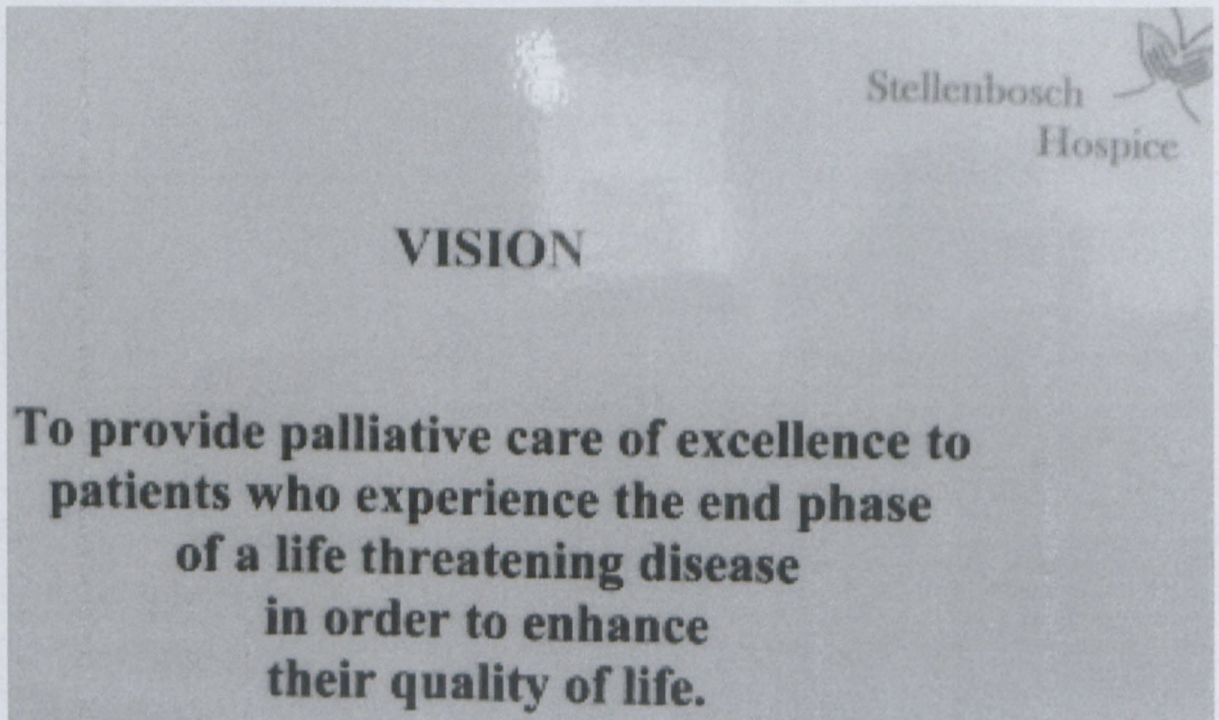 Stellenbosch
Hospice
VISION
To provide palliative care of excellence to
patients who experience the end phase
of a life threatening disease
in order to enhance
their quality of life.